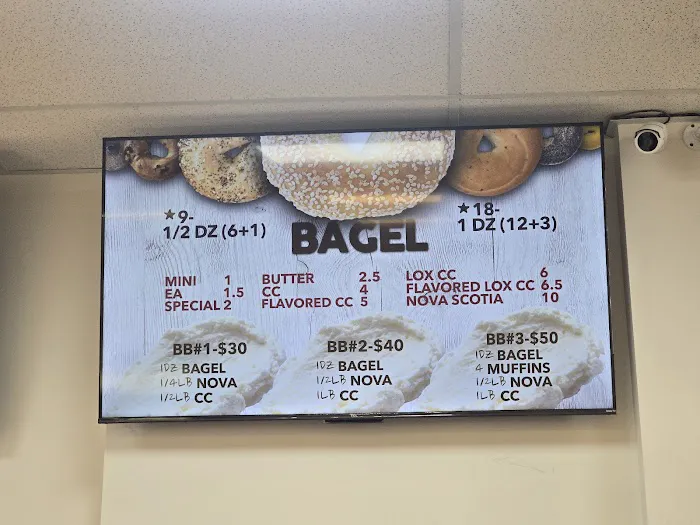 ★9-
1/2 DZ (6+1)
BAGEL
★18-
1 DZ (12+3)
MINI 1
EA 1.5
SPECIAL 2
BUTTER 2.5
CC 4
FLAVORED CC 5
LOX CC 6
FLAVORED LOX CC 6.5
NOVA SCOTIA 10
BB#1-$30
1DZ BAGEL
1/4LB NOVA
1/2LB CC
BB#2-$40
1DZ BAGEL
1/2LB NOVA
1LB CC
BB#3-$50
1DZ BAGEL
4 MUFFINS
1/2LB NOVA
1LB CC